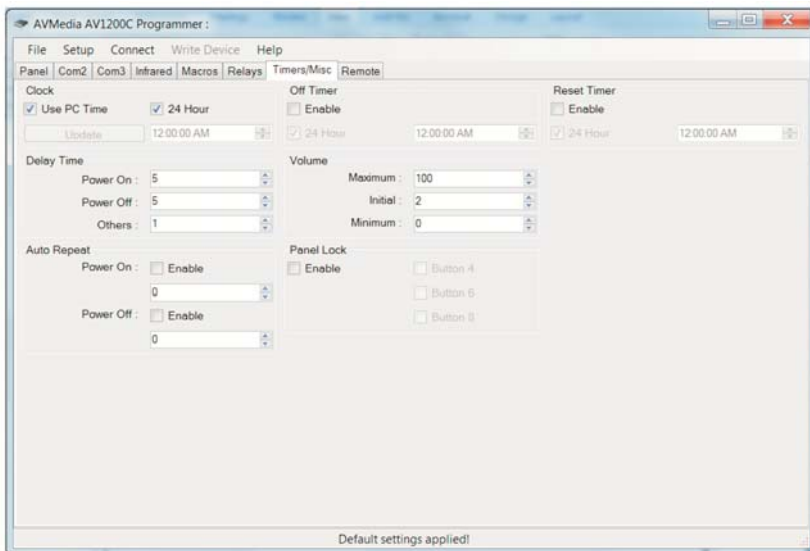 AVMedia AV1200C Programmer :
File Setup Connect Write Device Help
Panel Com2 Com3 Infrared Macros Relays Timers/Misc Remote
Clock Off Timer Reset Timer
Use PC Time 24 Hour Enable Enable
Update 12:00:00 AM 24 Hour 12:00:00 AM 24 Hour 12:00:00 AM
Delay Time Volume
Power On : 5 Maximum : 100
Power Off : 5 Initial : 2
Others : 1 Minimum : 0
Auto Repeat Panel Lock
Power On : Enable Enable Button 4
0 Button 6
Power Off : Enable Button 8
0
Default settings applied!